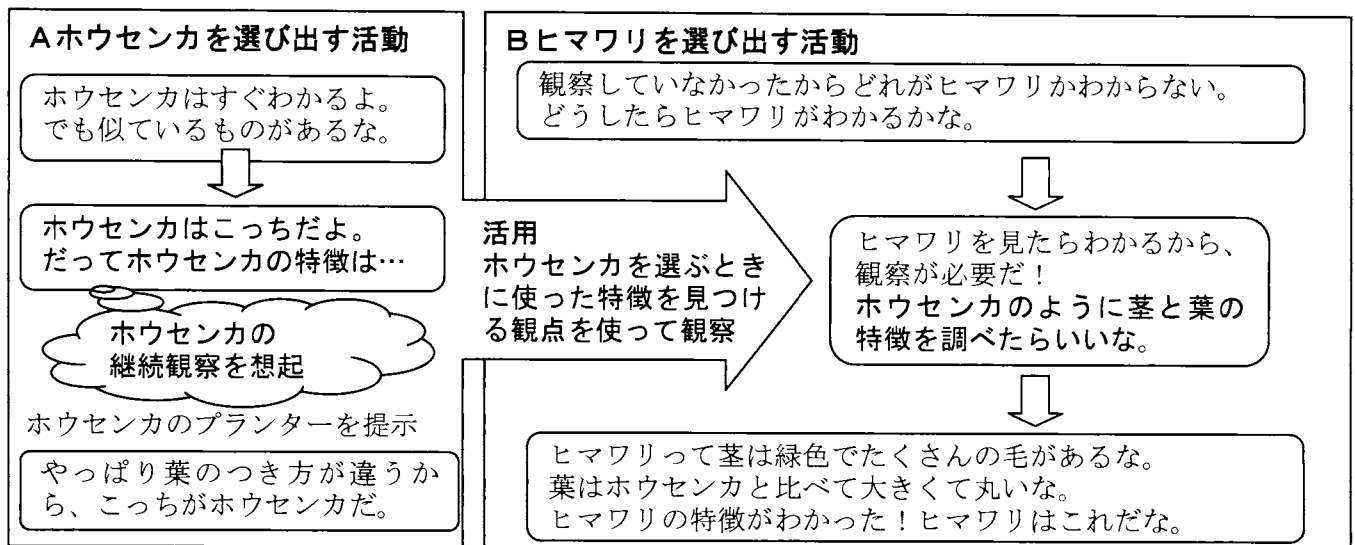 Aホウセンカを選び出す活動
ホウセンカはすぐわかるよ。
でも似ているものがあるな。
ホウセンカはこっちだよ。
だってホウセンカの特徴は…
ホウセンカの
継続観察を想起
ホウセンカのプランターを提示
やっぱり葉のつき方が違うか
ら、こっちがホウセンカだ。
活用
ホウセンカを選ぶとき
に使った特徴を見つけ
る観点を使って観察
Bヒマワリを選び出す活動
観察していなかったからどれがヒマワリかわからない。
どうしたらヒマワリがわかるかな。
ヒマワリを見たらわかるから、
観察が必要だ！
ホウセンカのように茎と葉の
特徴を調べたらいいな。
ヒマワリって茎は緑色でたくさんの毛があるな。
葉はホウセンカと比べて大きくて丸いな。
ヒマワリの特徴がわかった！ヒマワリはこれだな。